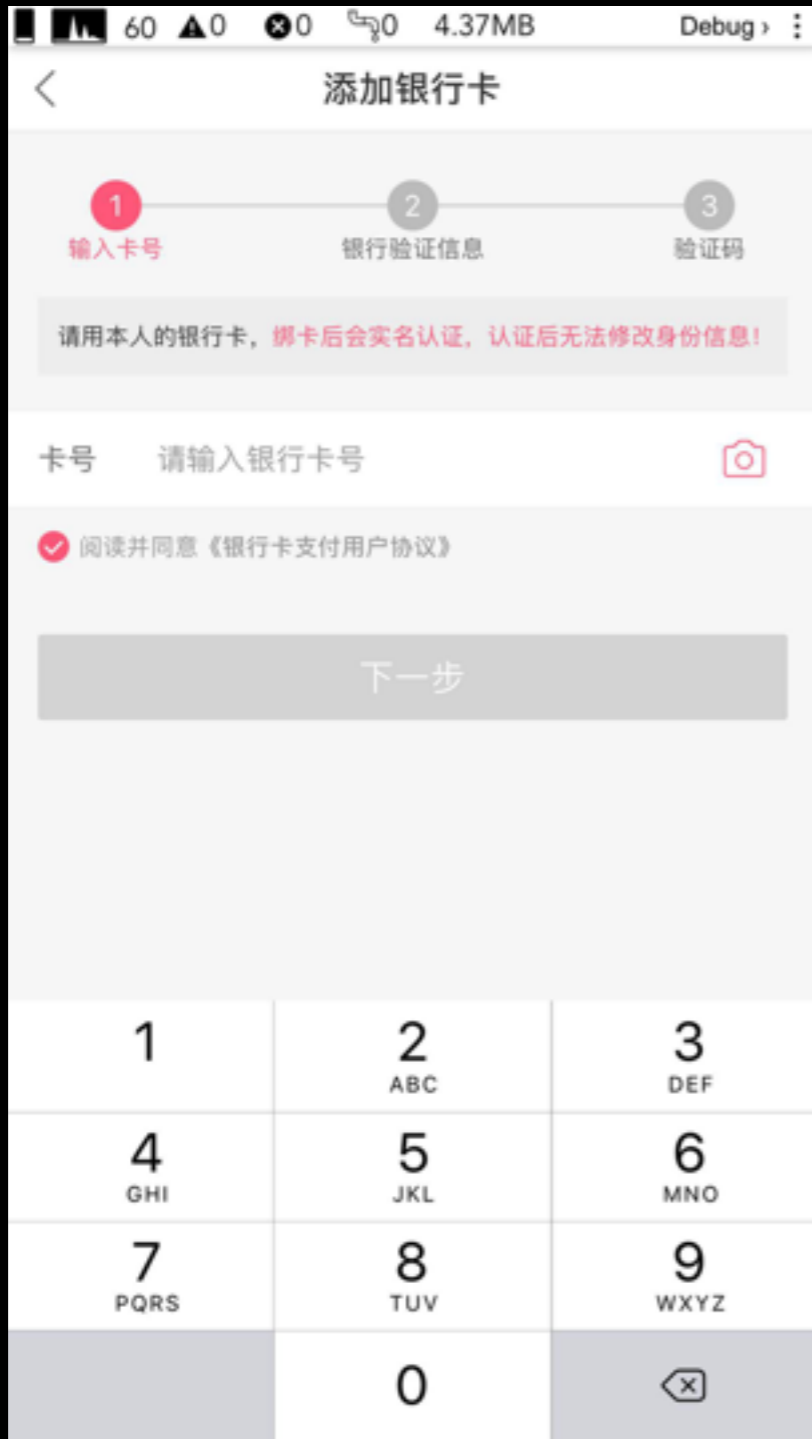 60 0 0 0 4.37MB Debug ›
添加银行卡
1 2 3
输入卡号 银行验证信息 验证码
请用本人的银行卡，绑卡后会实名认证，认证后无法修改身份信息！
卡号 请输入银行卡号
阅读并同意《银行卡支付用户协议》
下一步
1 2 3
ABC DEF
4 5 6
GHI JKL MNO
7 8 9
PQRS TUV WXYZ
0